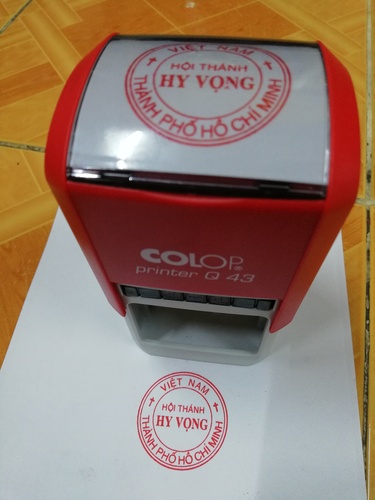 VIỆT NAM
HỘI THÁNH
HY VỌNG
THÀNH PHỐ HỒ CHÍ MINH
COLOP®
printer Q 43
VIỆT NAM
HỘI THÁNH
HY VỌNG
THÀNH PHỐ HỒ CHÍ MINH